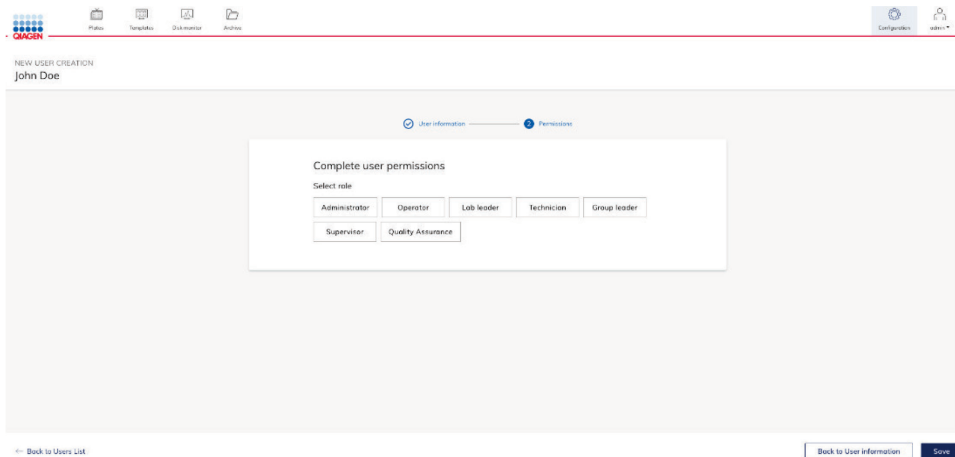 Plates Templates Disk monitor Archive Configuration admin
QIAGEN
NEW USER CREATION
John Doe
User information 2 Permissions
Complete user permissions
Select role
Administrator Operator Lab leader Technician Group leader
Supervisor Quality Assurance
← Back to Users List Back to User information Save